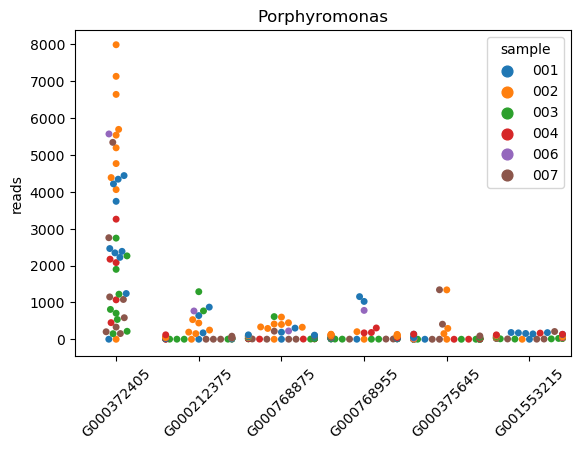 Porphyromonas
sample
001
002
003
004
006
007
reads
8000
7000
6000
5000
4000
3000
2000
1000
0
G000372405
G000212375
G000768875
G000768955
G000375645
G001553215